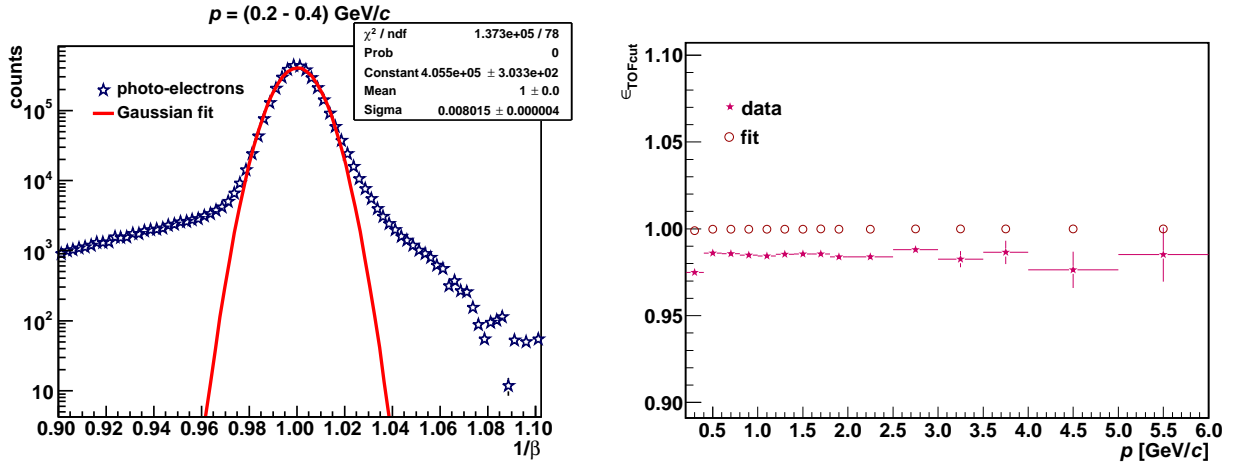 p = (0.2 - 0.4) GeV/c
χ² / ndf 1.373e+05 / 78
Prob 0
Constant 4.055e+05 ± 3.033e+02
Mean 1 ± 0.0
Sigma 0.008015 ± 0.000004
counts
photo-electrons
Gaussian fit
10⁵
10⁴
10³
10²
10
0.90 0.92 0.94 0.96 0.98 1.00 1.02 1.04 1.06 1.08 1.10
1/β
∈TOFcut
data
fit
1.10
1.05
1.00
0.95
0.90
0.5 1.0 1.5 2.0 2.5 3.0 3.5 4.0 4.5 5.0 5.5 6.0
p [GeV/c]